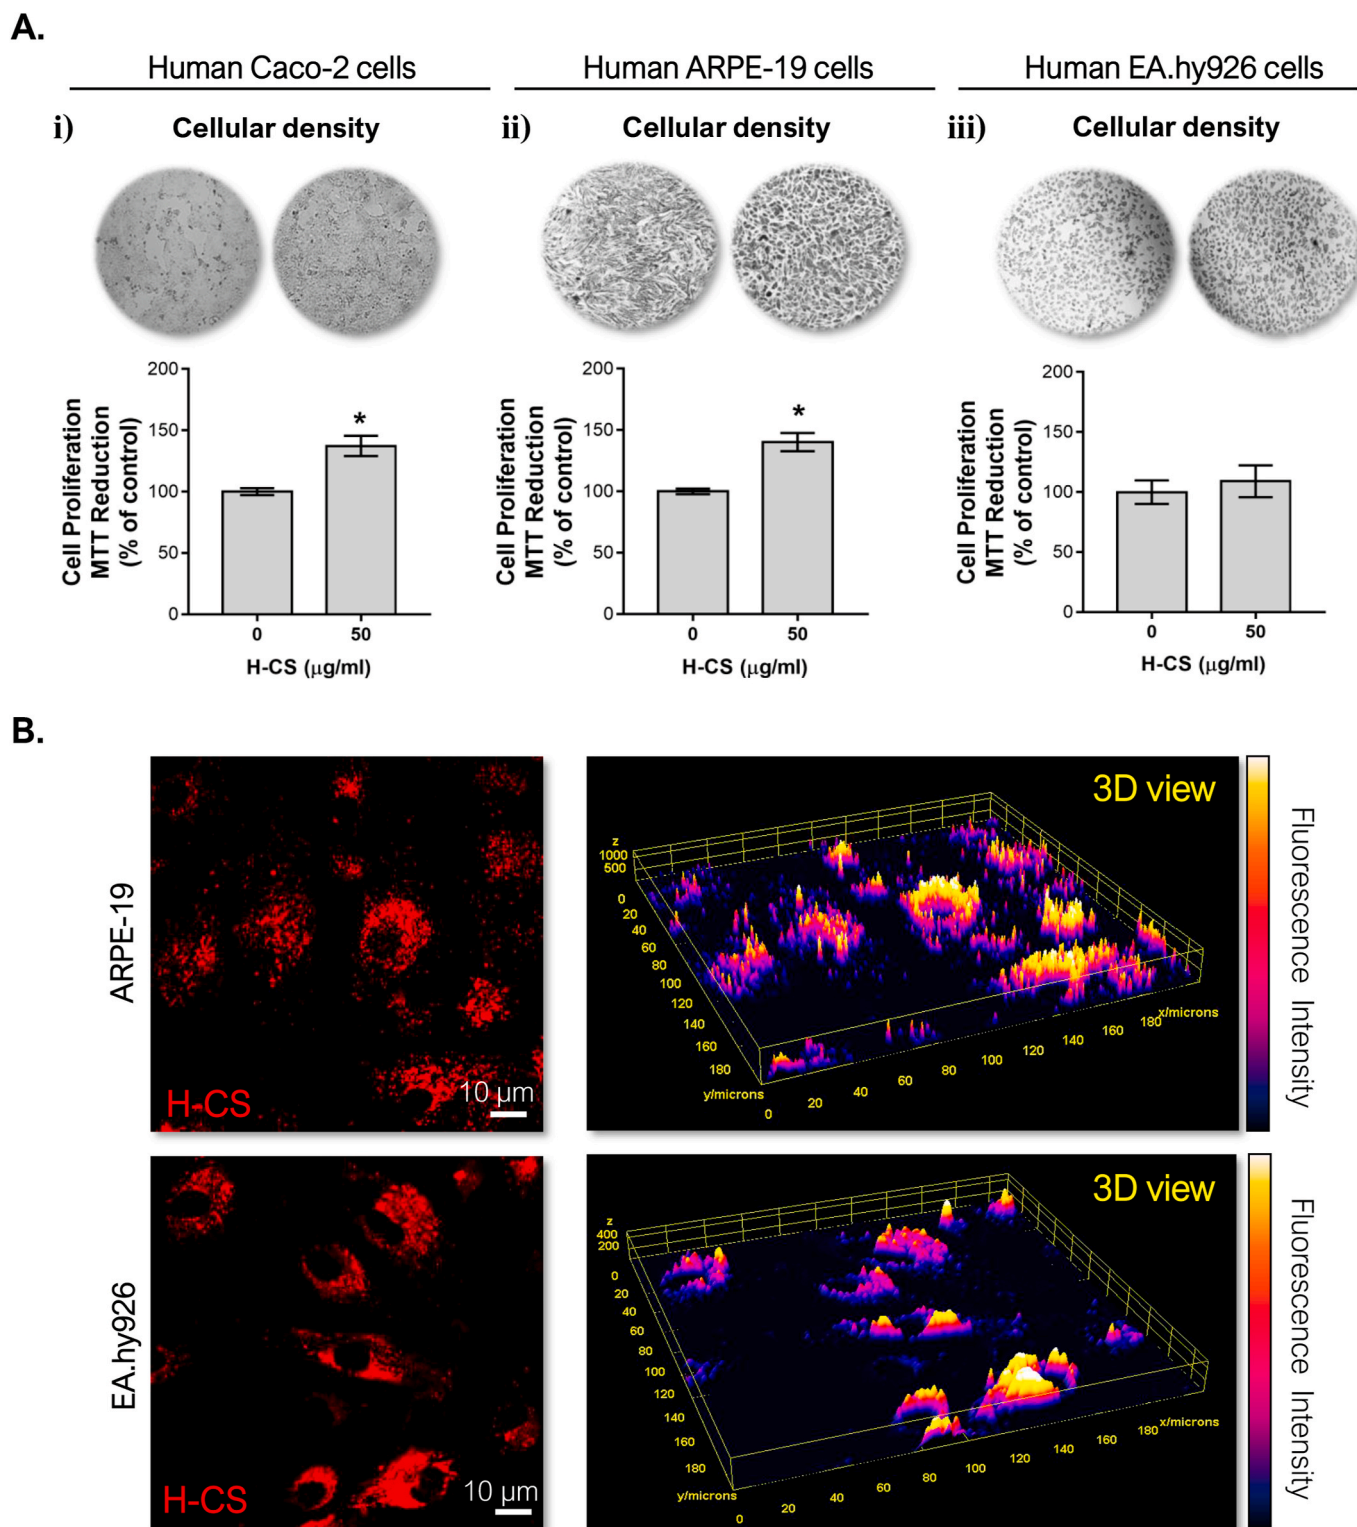 A.
Human Caco-2 cells
Human ARPE-19 cells
Human EA.hy926 cells
i)
Cellular density
ii)
Cellular density
iii)
Cellular density
Cell Proliferation
MTT Reduction
(% of control)
200
150
100
50
0
*
0
50
H-CS (μg/ml)
Cell Proliferation
MTT Reduction
(% of control)
200
150
100
50
0
*
0
50
H-CS (μg/ml)
Cell Proliferation
MTT Reduction
(% of control)
200
150
100
50
0
0
50
H-CS (μg/ml)
B.
ARPE-19
H-CS
10 μm
3D view
z
1000
500
0
20
40
60
80
100
120
140
160
180
y/microns
0
20
40
60
80
100
120
140
160
180
x/microns
Fluorescence Intensity
EA.hy926
H-CS
10 μm
3D view
z
400
200
0
20
40
60
80
100
120
140
160
180
y/microns
0
20
40
60
80
100
120
140
160
180
x/microns
Fluorescence Intensity